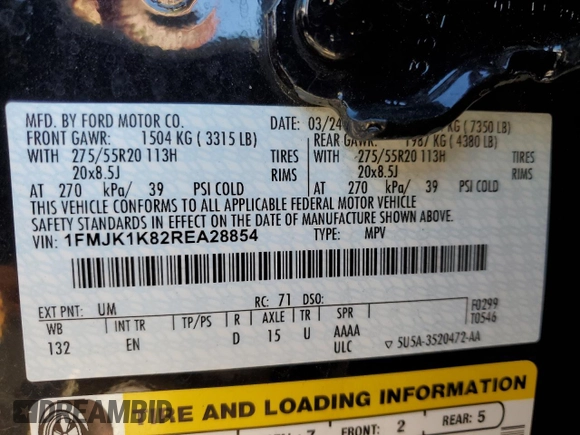 MFD. BY FORD MOTOR CO.
DATE: 03/24 KG ( 7350 LB)
FRONT GAWR: 1504 KG ( 3315 LB)
REAR GAWR: 1987 KG ( 4380 LB)
WITH 275/55R20 113H TIRES
WITH 275/55R20 113H TIRES
20x8.5J RIMS
20x8.5J RIMS
AT 270 kPa/ 39 PSI COLD
AT 270 kPa/ 39 PSI COLD
THIS VEHICLE CONFORMS TO ALL APPLICABLE FEDERAL MOTOR VEHICLE
SAFETY STANDARDS IN EFFECT ON THE DATE OF MANUFACTURE SHOWN ABOVE.
VIN: 1FMJK1K82REA28854
TYPE: MPV
EXT PNT: UM RC: 71 DSO:
F0299
T0546
WB INT TR TP/PS R AXLE TR SPR
132 EN D 15 U AAAA
ULC
▽ 5U5A-3520472-AA
TIRE AND LOADING INFORMATION
7 FRONT: 2 REAR: 5
DREAMBID